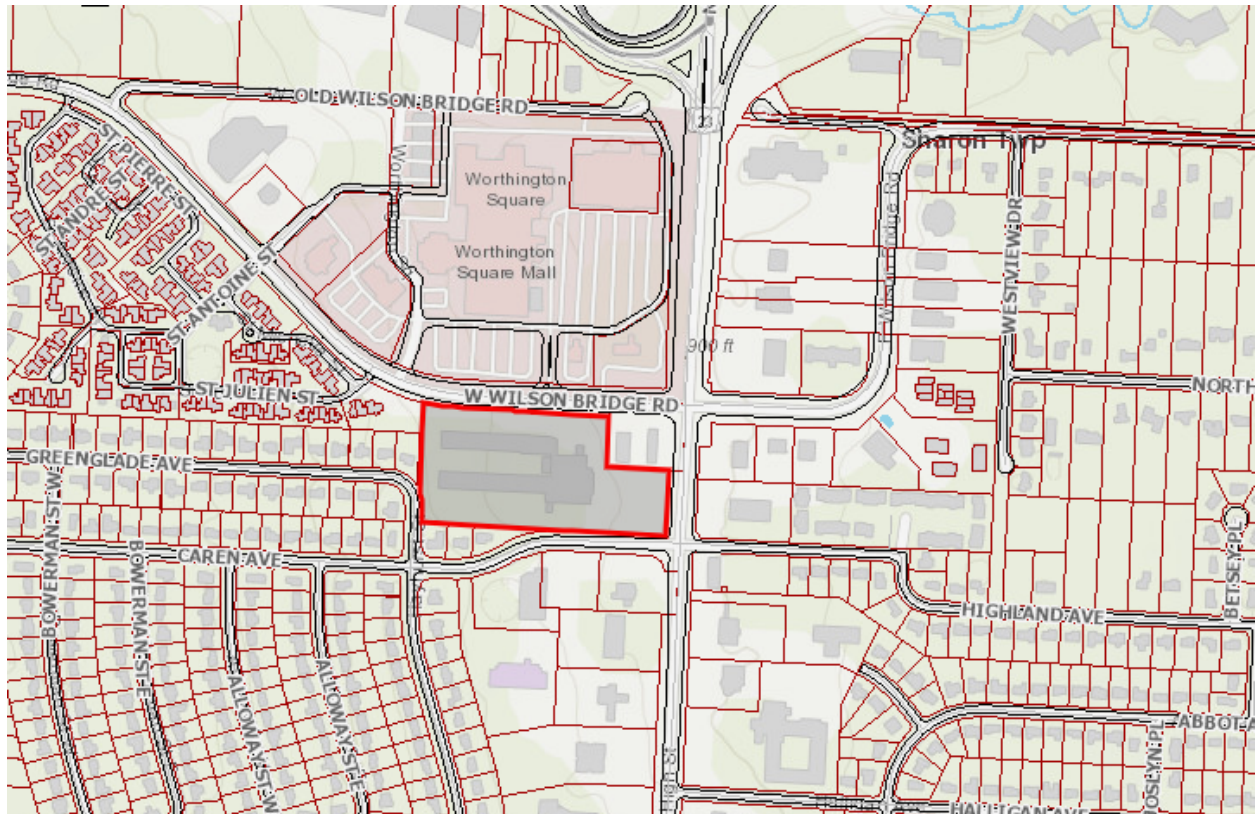 W OLD WILSON BRIDGE RD
23
Sharon Twp
ST PIERRE ST
ST ANDRE ST
Worthington
Square
Worthington
Square Mall
ST ANTOINE ST
WESTVIEW DR
900 ft
ST JULIEN ST
W WILSON BRIDGE RD
NORTH
GREENGLADE AVE
BOWERMAN ST W
BOWERMAN ST E
CAREN AVE
ALLOWAY ST W
ALLOWAY ST E
HIGHLAND AVE
BETSEY PL
ABBOT A
JOSLYN PL
HALLIGAN AVE